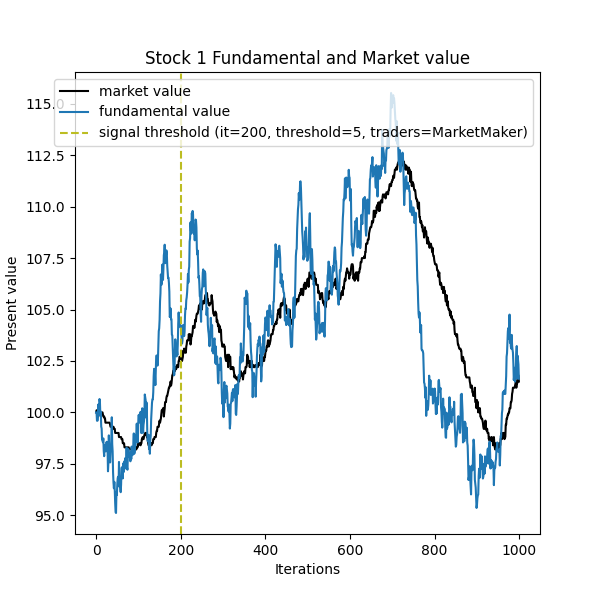 Stock 1 Fundamental and Market value
market value
fundamental value
signal threshold (it=200, threshold=5, traders=MarketMaker)
115.0
112.5
110.0
107.5
105.0
102.5
100.0
97.5
95.0
Present value
0 200 400 600 800 1000
Iterations